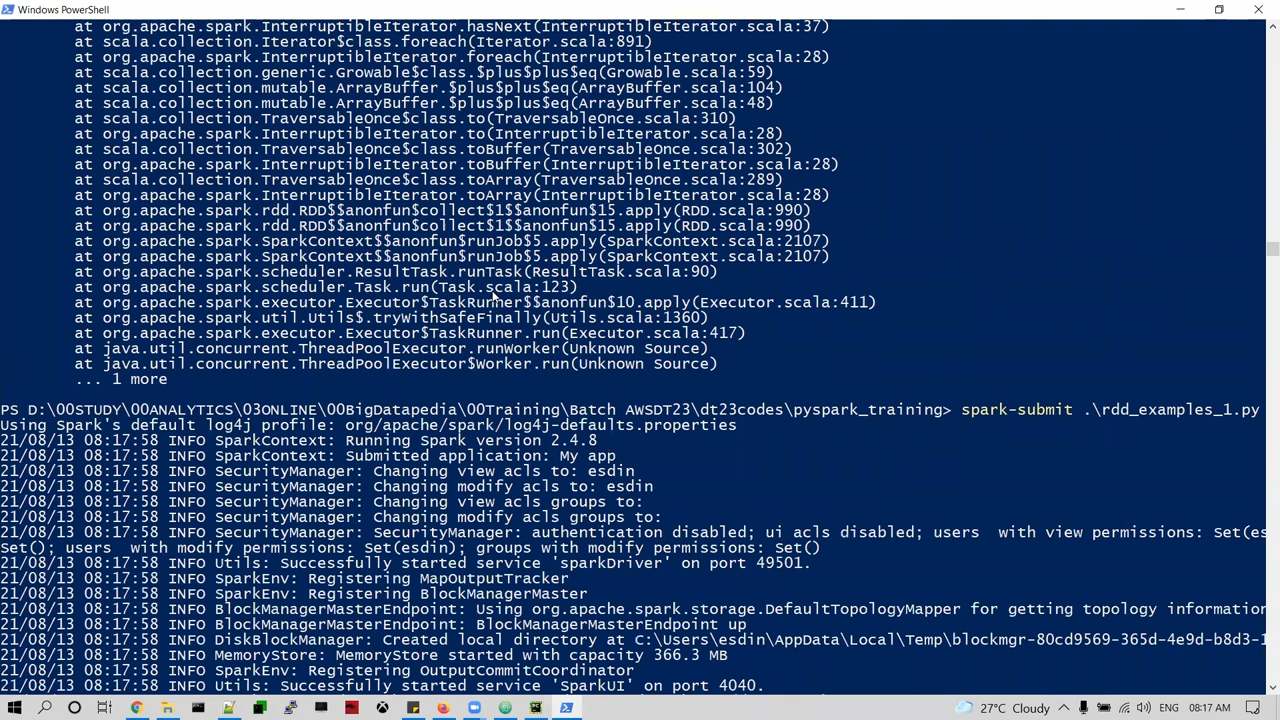 Windows PowerShell
at org.apache.spark.InterruptibleIterator.hasNext(InterruptibleIterator.scala:37)
at scala.collection.Iterator$class.foreach(Iterator.scala:891)
at org.apache.spark.InterruptibleIterator.foreach(InterruptibleIterator.scala:28)
at scala.collection.generic.Growable$class.$plus$plus$eq(Growable.scala:59)
at scala.collection.mutable.ArrayBuffer.$plus$plus$eq(ArrayBuffer.scala:104)
at scala.collection.mutable.ArrayBuffer.$plus$plus$eq(ArrayBuffer.scala:48)
at scala.collection.TraversableOnce$class.to(TraversableOnce.scala:310)
at org.apache.spark.InterruptibleIterator.to(InterruptibleIterator.scala:28)
at scala.collection.TraversableOnce$class.toBuffer(TraversableOnce.scala:302)
at org.apache.spark.InterruptibleIterator.toBuffer(InterruptibleIterator.scala:28)
at scala.collection.TraversableOnce$class.toArray(TraversableOnce.scala:289)
at org.apache.spark.InterruptibleIterator.toArray(InterruptibleIterator.scala:28)
at org.apache.spark.rdd.RDD$$anonfun$collect$1$$anonfun$15.apply(RDD.scala:990)
at org.apache.spark.rdd.RDD$$anonfun$collect$1$$anonfun$15.apply(RDD.scala:990)
at org.apache.spark.SparkContext$$anonfun$runJob$5.apply(SparkContext.scala:2107)
at org.apache.spark.SparkContext$$anonfun$runJob$5.apply(SparkContext.scala:2107)
at org.apache.spark.scheduler.ResultTask.runTask(ResultTask.scala:90)
at org.apache.spark.scheduler.Task.run(Task.scala:123)
at org.apache.spark.executor.Executor$TaskRunner$$anonfun$10.apply(Executor.scala:411)
at org.apache.spark.util.Utils$.tryWithSafeFinally(Utils.scala:1360)
at org.apache.spark.executor.Executor$TaskRunner.run(Executor.scala:417)
at java.util.concurrent.ThreadPoolExecutor.runWorker(Unknown Source)
at java.util.concurrent.ThreadPoolExecutor$Worker.run(Unknown Source)
... 1 more
PS D:\00STUDY\00ANALYTICS\03ONLINE\00BigDatapedia\00Training\Batch AWSDT23\dt23codes\pyspark_training> spark-submit .\rdd_examples_1.py
Using Spark's default log4j profile: org/apache/spark/log4j-defaults.properties
21/08/13 08:17:58 INFO SparkContext: Running Spark version 2.4.8
21/08/13 08:17:58 INFO SparkContext: Submitted application: My app
21/08/13 08:17:58 INFO SecurityManager: Changing view acls to: esdin
21/08/13 08:17:58 INFO SecurityManager: Changing modify acls to: esdin
21/08/13 08:17:58 INFO SecurityManager: Changing view acls groups to:
21/08/13 08:17:58 INFO SecurityManager: Changing modify acls groups to:
21/08/13 08:17:58 INFO SecurityManager: SecurityManager: authentication disabled; ui acls disabled; users  with view permissions: Set(es
Set(); users  with modify permissions: Set(esdin); groups with modify permissions: Set()
21/08/13 08:17:58 INFO Utils: Successfully started service 'sparkDriver' on port 49501.
21/08/13 08:17:58 INFO SparkEnv: Registering MapOutputTracker
21/08/13 08:17:58 INFO SparkEnv: Registering BlockManagerMaster
21/08/13 08:17:58 INFO BlockManagerMasterEndpoint: Using org.apache.spark.storage.DefaultTopologyMapper for getting topology information
21/08/13 08:17:58 INFO BlockManagerMasterEndpoint: BlockManagerMasterEndpoint up
21/08/13 08:17:58 INFO DiskBlockManager: Created local directory at C:\Users\esdin\AppData\Local\Temp\blockmgr-80cd9569-365d-4e9d-b8d3-1
21/08/13 08:17:58 INFO MemoryStore: MemoryStore started with capacity 366.3 MB
21/08/13 08:17:58 INFO SparkEnv: Registering OutputCommitCoordinator
21/08/13 08:17:58 INFO Utils: Successfully started service 'SparkUI' on port 4040.
27°C Cloudy 08:17 AM